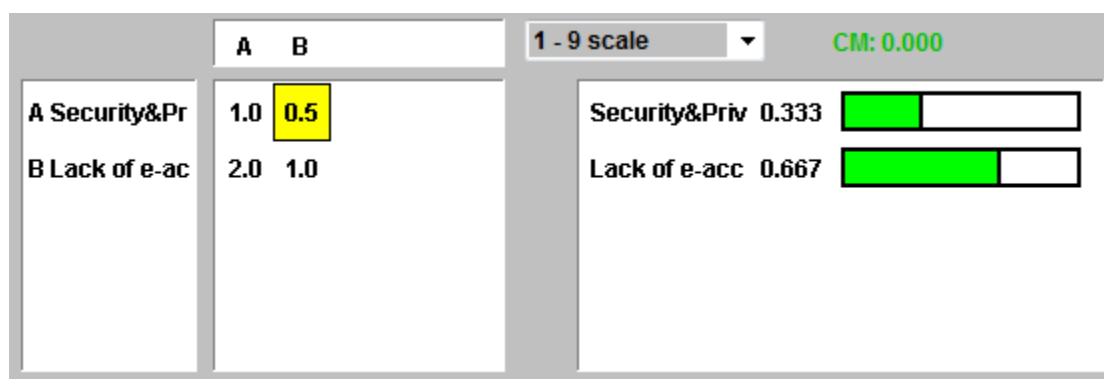 A B 1 - 9 scale CM: 0.000
A Security&Pr 1.0 0.5 Security&Priv 0.333
B Lack of e-ac 2.0 1.0 Lack of e-acc 0.667